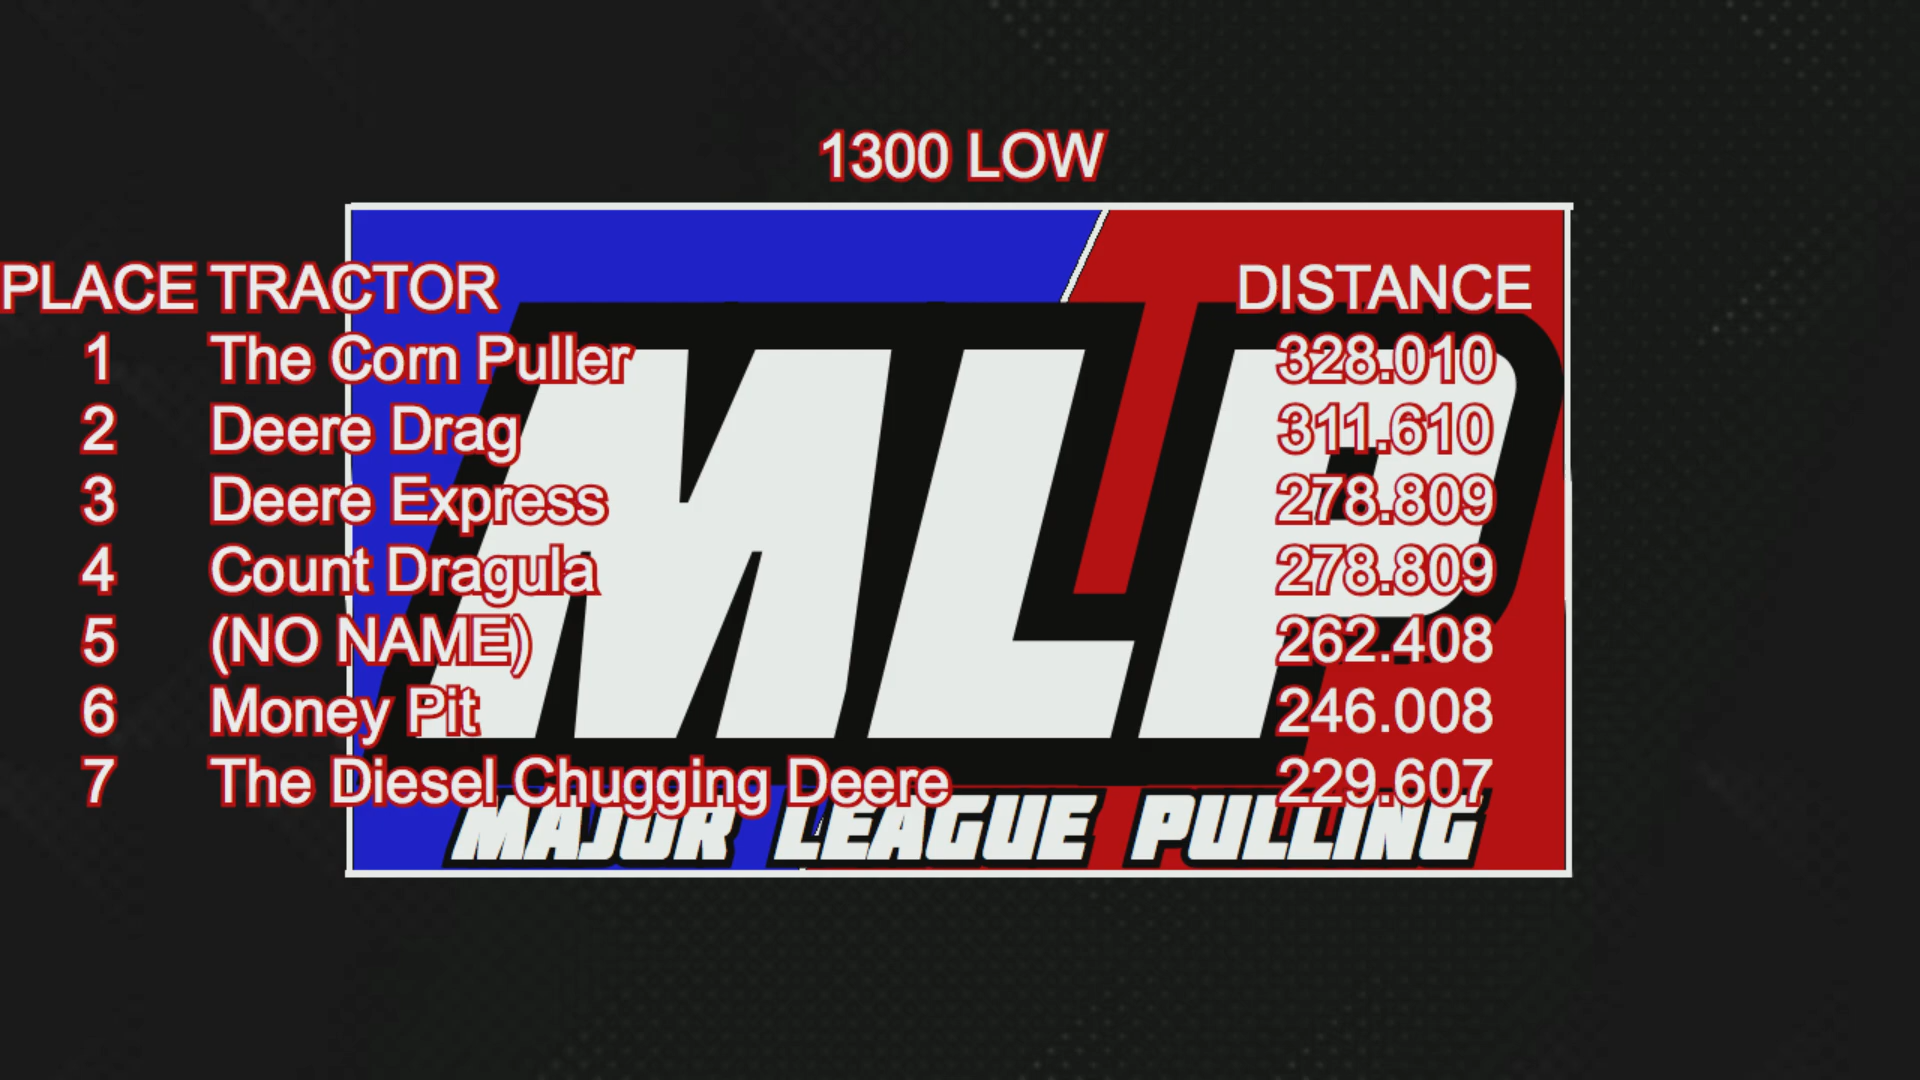 1300 LOW
PLACE TRACTOR DISTANCE
1 The Corn Puller 328.010
2 Deere Drag 311.610
3 Deere Express 278.809
4 Count Dragula 278.809
5 (NO NAME) 262.408
6 Money Pit 246.008
7 The Diesel Chugging Deere 229.607
MLP
MAJOR LEAGUE PULLING